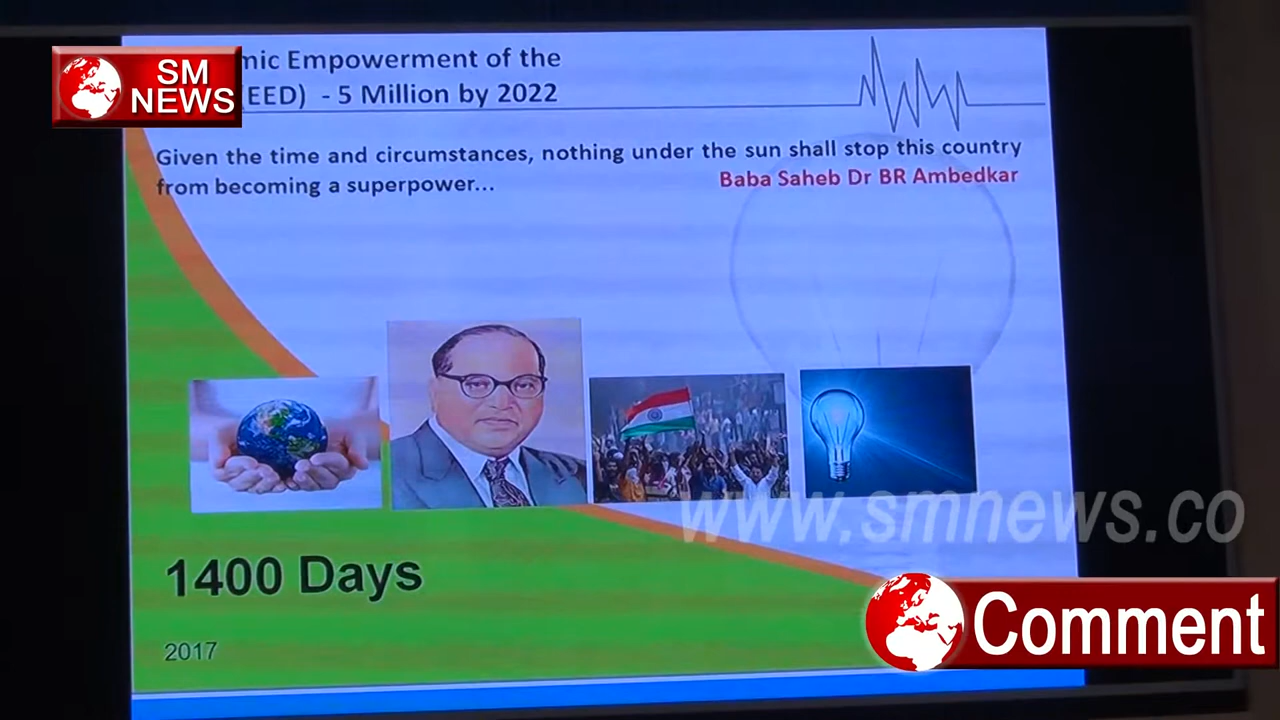 SM
NEWS
mic Empowerment of the
(EED) - 5 Million by 2022
Given the time and circumstances, nothing under the sun shall stop this country
from becoming a superpower...
Baba Saheb Dr BR Ambedkar
www.smnews.co
1400 Days
Comment
2017